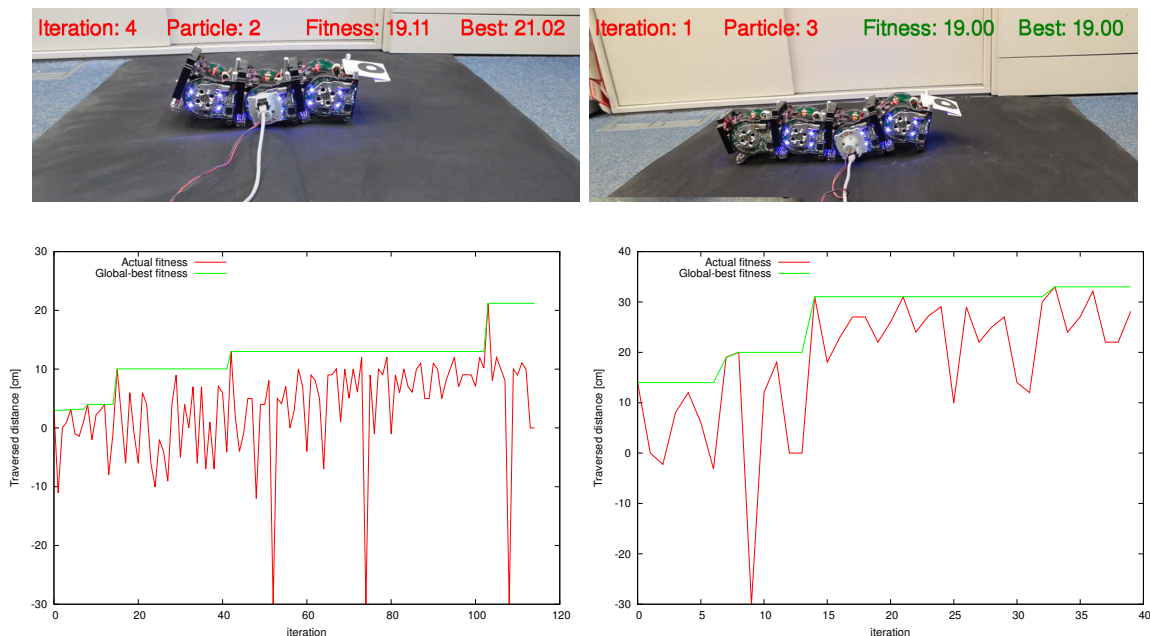 Iteration: 4 Particle: 2 Fitness: 19.11 Best: 21.02
Iteration: 1 Particle: 3 Fitness: 19.00 Best: 19.00
Actual fitness
Global-best fitness
Traversed distance [cm]
30
20
10
0
-10
-20
-30
0 20 40 60 80 100 120
iteration
Actual fitness
Global-best fitness
Traversed distance [cm]
40
30
20
10
0
-10
-20
-30
0 5 10 15 20 25 30 35 40
iteration